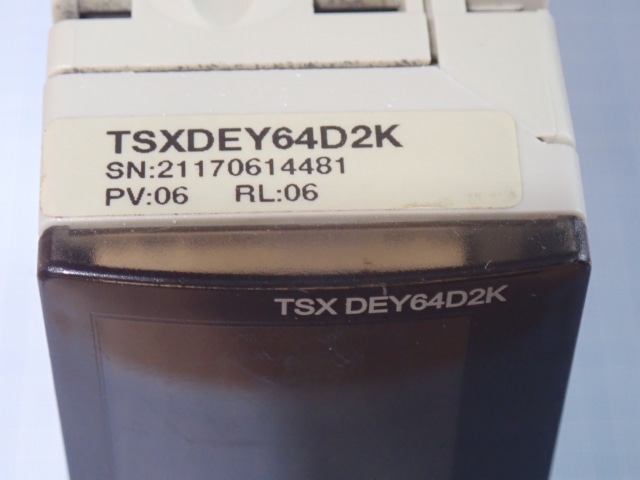 TSXDEY64D2K
SN:21170614481
PV:06 RL:06
TSX DEY64D2K